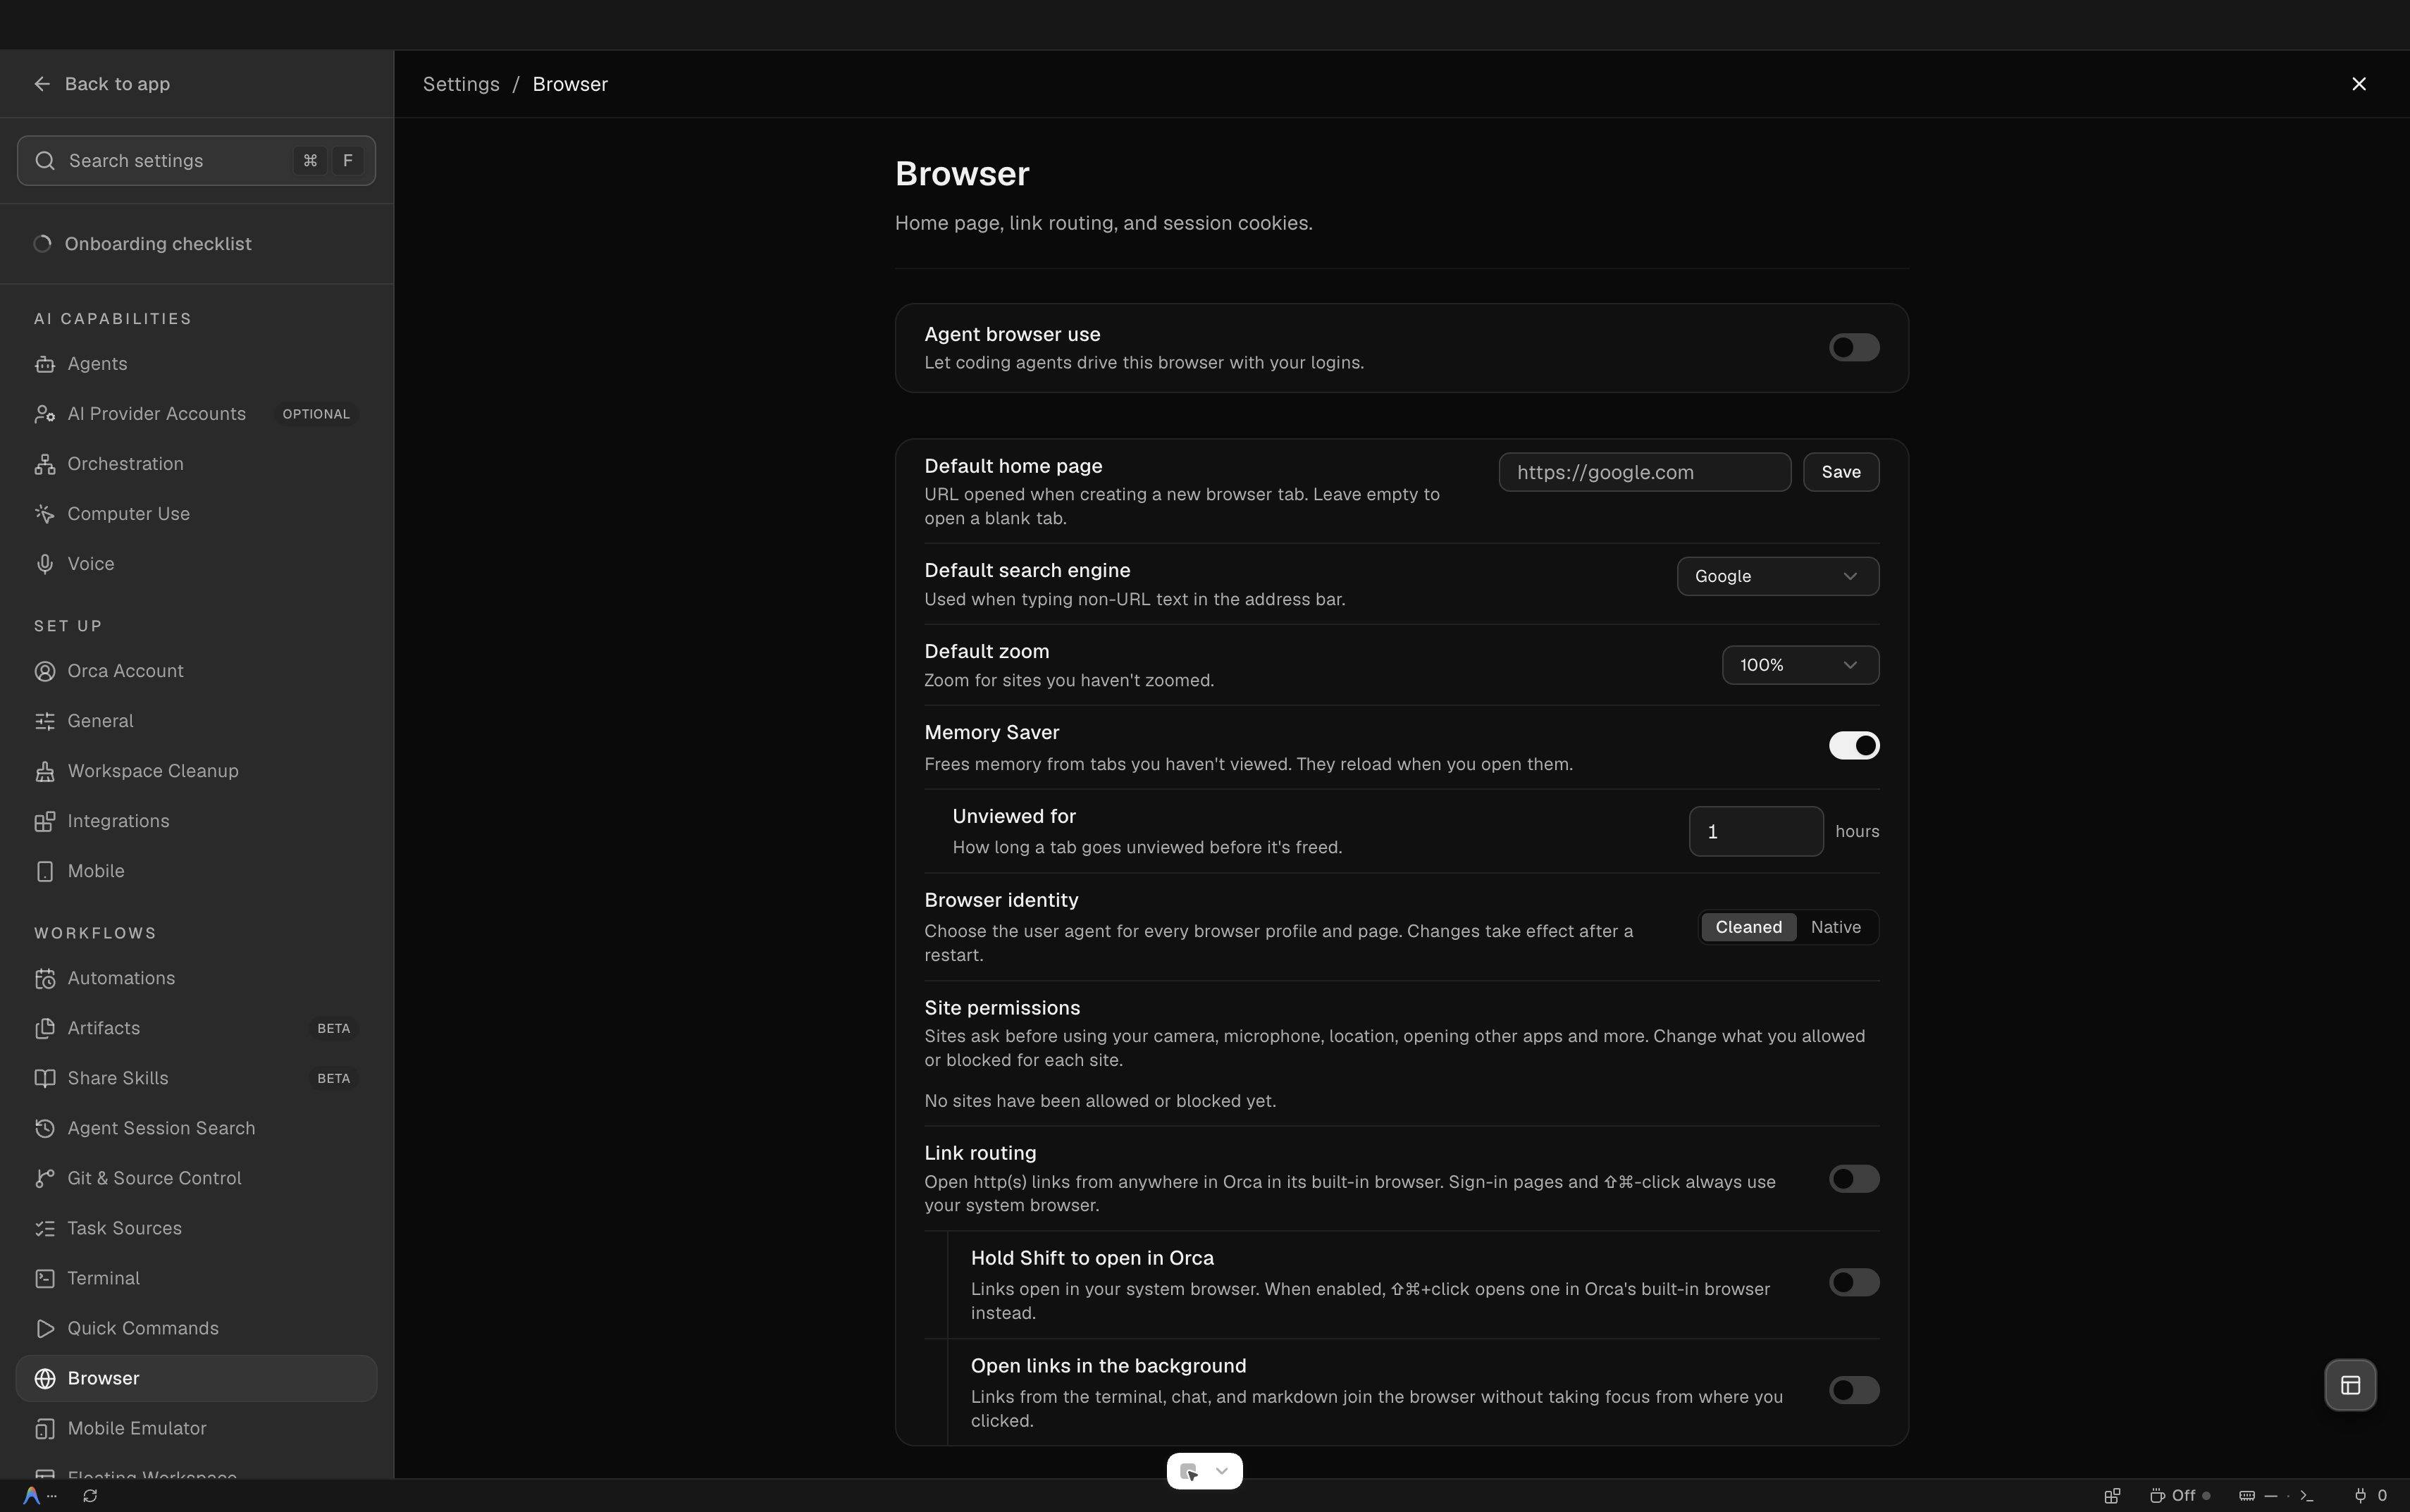 Back to app
Settings / Browser
Search settings ⌘ F
Onboarding checklist
AI CAPABILITIES
Agents
AI Provider Accounts OPTIONAL
Orchestration
Computer Use
Voice
SET UP
Orca Account
General
Workspace Cleanup
Integrations
Mobile
WORKFLOWS
Automations
Artifacts BETA
Share Skills BETA
Agent Session Search
Git & Source Control
Task Sources
Terminal
Quick Commands
Browser
Mobile Emulator
Floating Workspace
Browser
Home page, link routing, and session cookies.
Agent browser use
Let coding agents drive this browser with your logins.
Default home page
URL opened when creating a new browser tab. Leave empty to
open a blank tab.
https://google.com Save
Default search engine
Used when typing non-URL text in the address bar.
Google
Default zoom
Zoom for sites you haven't zoomed.
100%
Memory Saver
Frees memory from tabs you haven't viewed. They reload when you open them.
Unviewed for
How long a tab goes unviewed before it's freed.
1 hours
Browser identity
Choose the user agent for every browser profile and page. Changes take effect after a
restart.
Cleaned Native
Site permissions
Sites ask before using your camera, microphone, location, opening other apps and more. Change what you allowed
or blocked for each site.
No sites have been allowed or blocked yet.
Link routing
Open http(s) links from anywhere in Orca in its built-in browser. Sign-in pages and ⇧⌘-click always use
your system browser.
Hold Shift to open in Orca
Links open in your system browser. When enabled, ⇧⌘+click opens one in Orca's built-in browser
instead.
Open links in the background
Links from the terminal, chat, and markdown join the browser without taking focus from where you
clicked.
Off — · 0